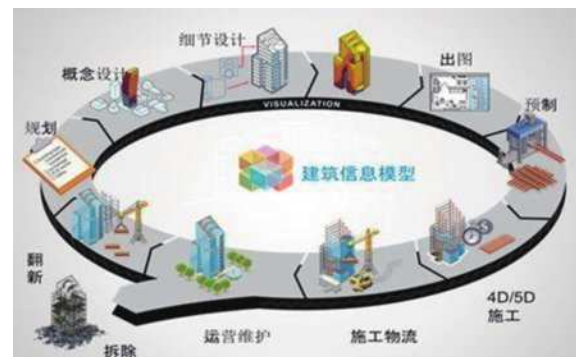 细节设计
概念设计
出图
VISUALIZATION
预制
规划
建筑信息模型
翻新
4D/5D
施工
运营维护
施工物流
拆除